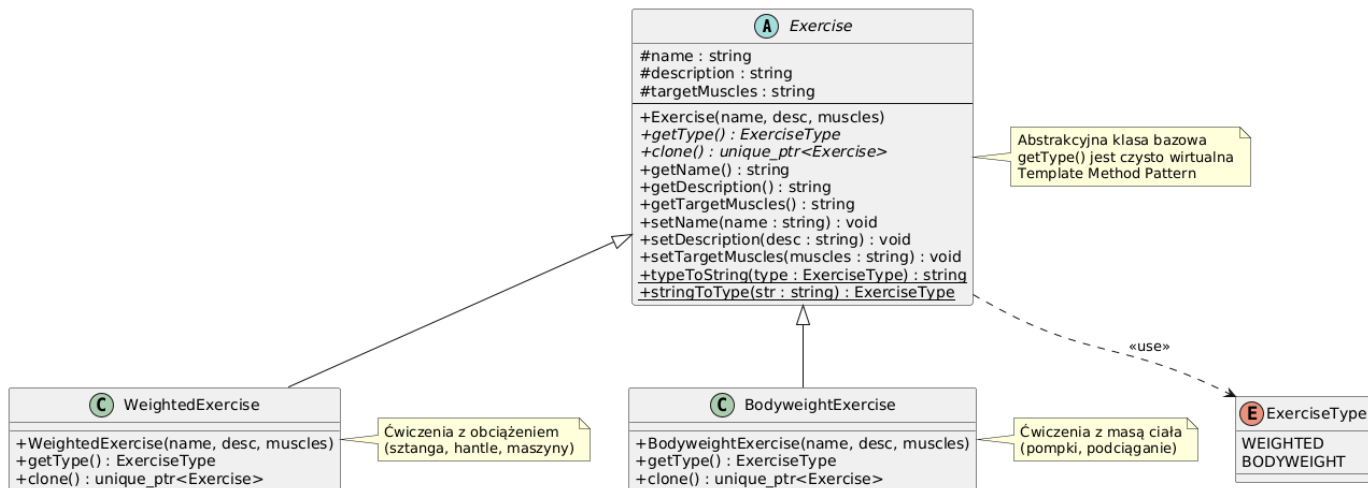 A Exercise
#name : string
#description : string
#targetMuscles : string
+Exercise(name, desc, muscles)
+getType() : ExerciseType
+clone() : unique_ptr<Exercise>
+getName() : string
+getDescription() : string
+getTargetMuscles() : string
+setName(name : string) : void
+setDescription(desc : string) : void
+setTargetMuscles(muscles : string) : void
+typeToString(type : ExerciseType) : string
+stringToType(str : string) : ExerciseType
Abstrakcyjna klasa bazowa
getType() jest czysto wirtualna
Template Method Pattern
«use»
C WeightedExercise
+WeightedExercise(name, desc, muscles)
+getType() : ExerciseType
+clone() : unique_ptr<Exercise>
Ćwiczenia z obciążeniem
(sztanga, hantle, maszyny)
C BodyweightExercise
+BodyweightExercise(name, desc, muscles)
+getType() : ExerciseType
+clone() : unique_ptr<Exercise>
Ćwiczenia z masą ciała
(pompki, podciąganie)
E ExerciseType
WEIGHTED
BODYWEIGHT